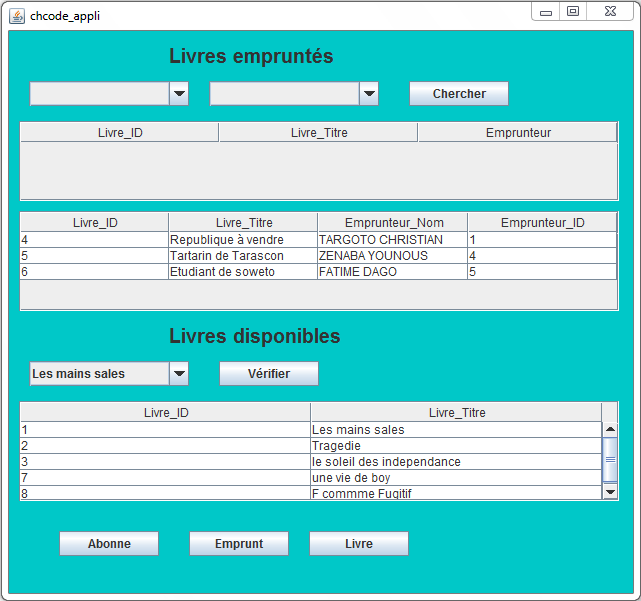 chcode_appli
Livres empruntés
Chercher
Livre_ID Livre_Titre Emprunteur
Livre_ID Livre_Titre Emprunteur_Nom Emprunteur_ID
4 Republique à vendre TARGOTO CHRISTIAN 1
5 Tartarin de Tarascon ZENABA YOUNOUS 4
6 Etudiant de soweto FATIME DAGO 5
Livres disponibles
Les mains sales Vérifier
Livre_ID Livre_Titre
1 Les mains sales
2 Tragedie
3 le soleil des independance
7 une vie de boy
8 F commme Fugitif
Abonne Emprunt Livre